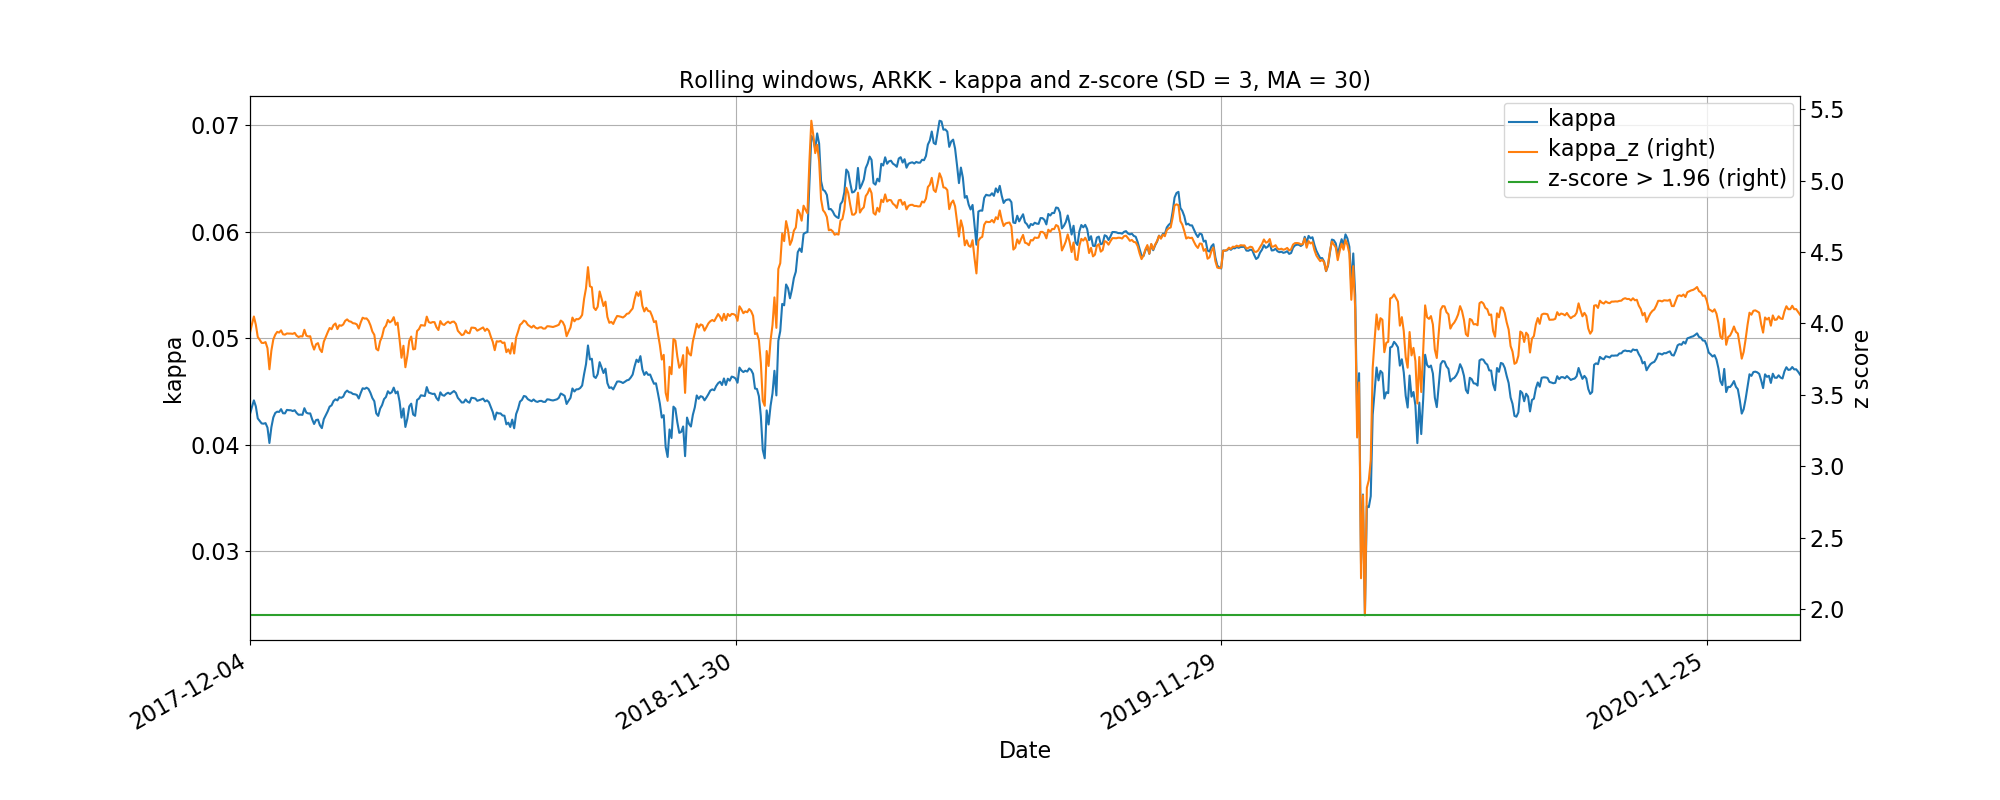 Rolling windows, ARKK - kappa and z-score (SD = 3, MA = 30)
kappa
kappa_z (right)
z-score > 1.96 (right)
0.07
0.06
0.05
0.04
0.03
kappa
5.5
5.0
4.5
4.0
3.5
3.0
2.5
2.0
z score
2017-12-04
2018-11-30
2019-11-29
2020-11-25
Date